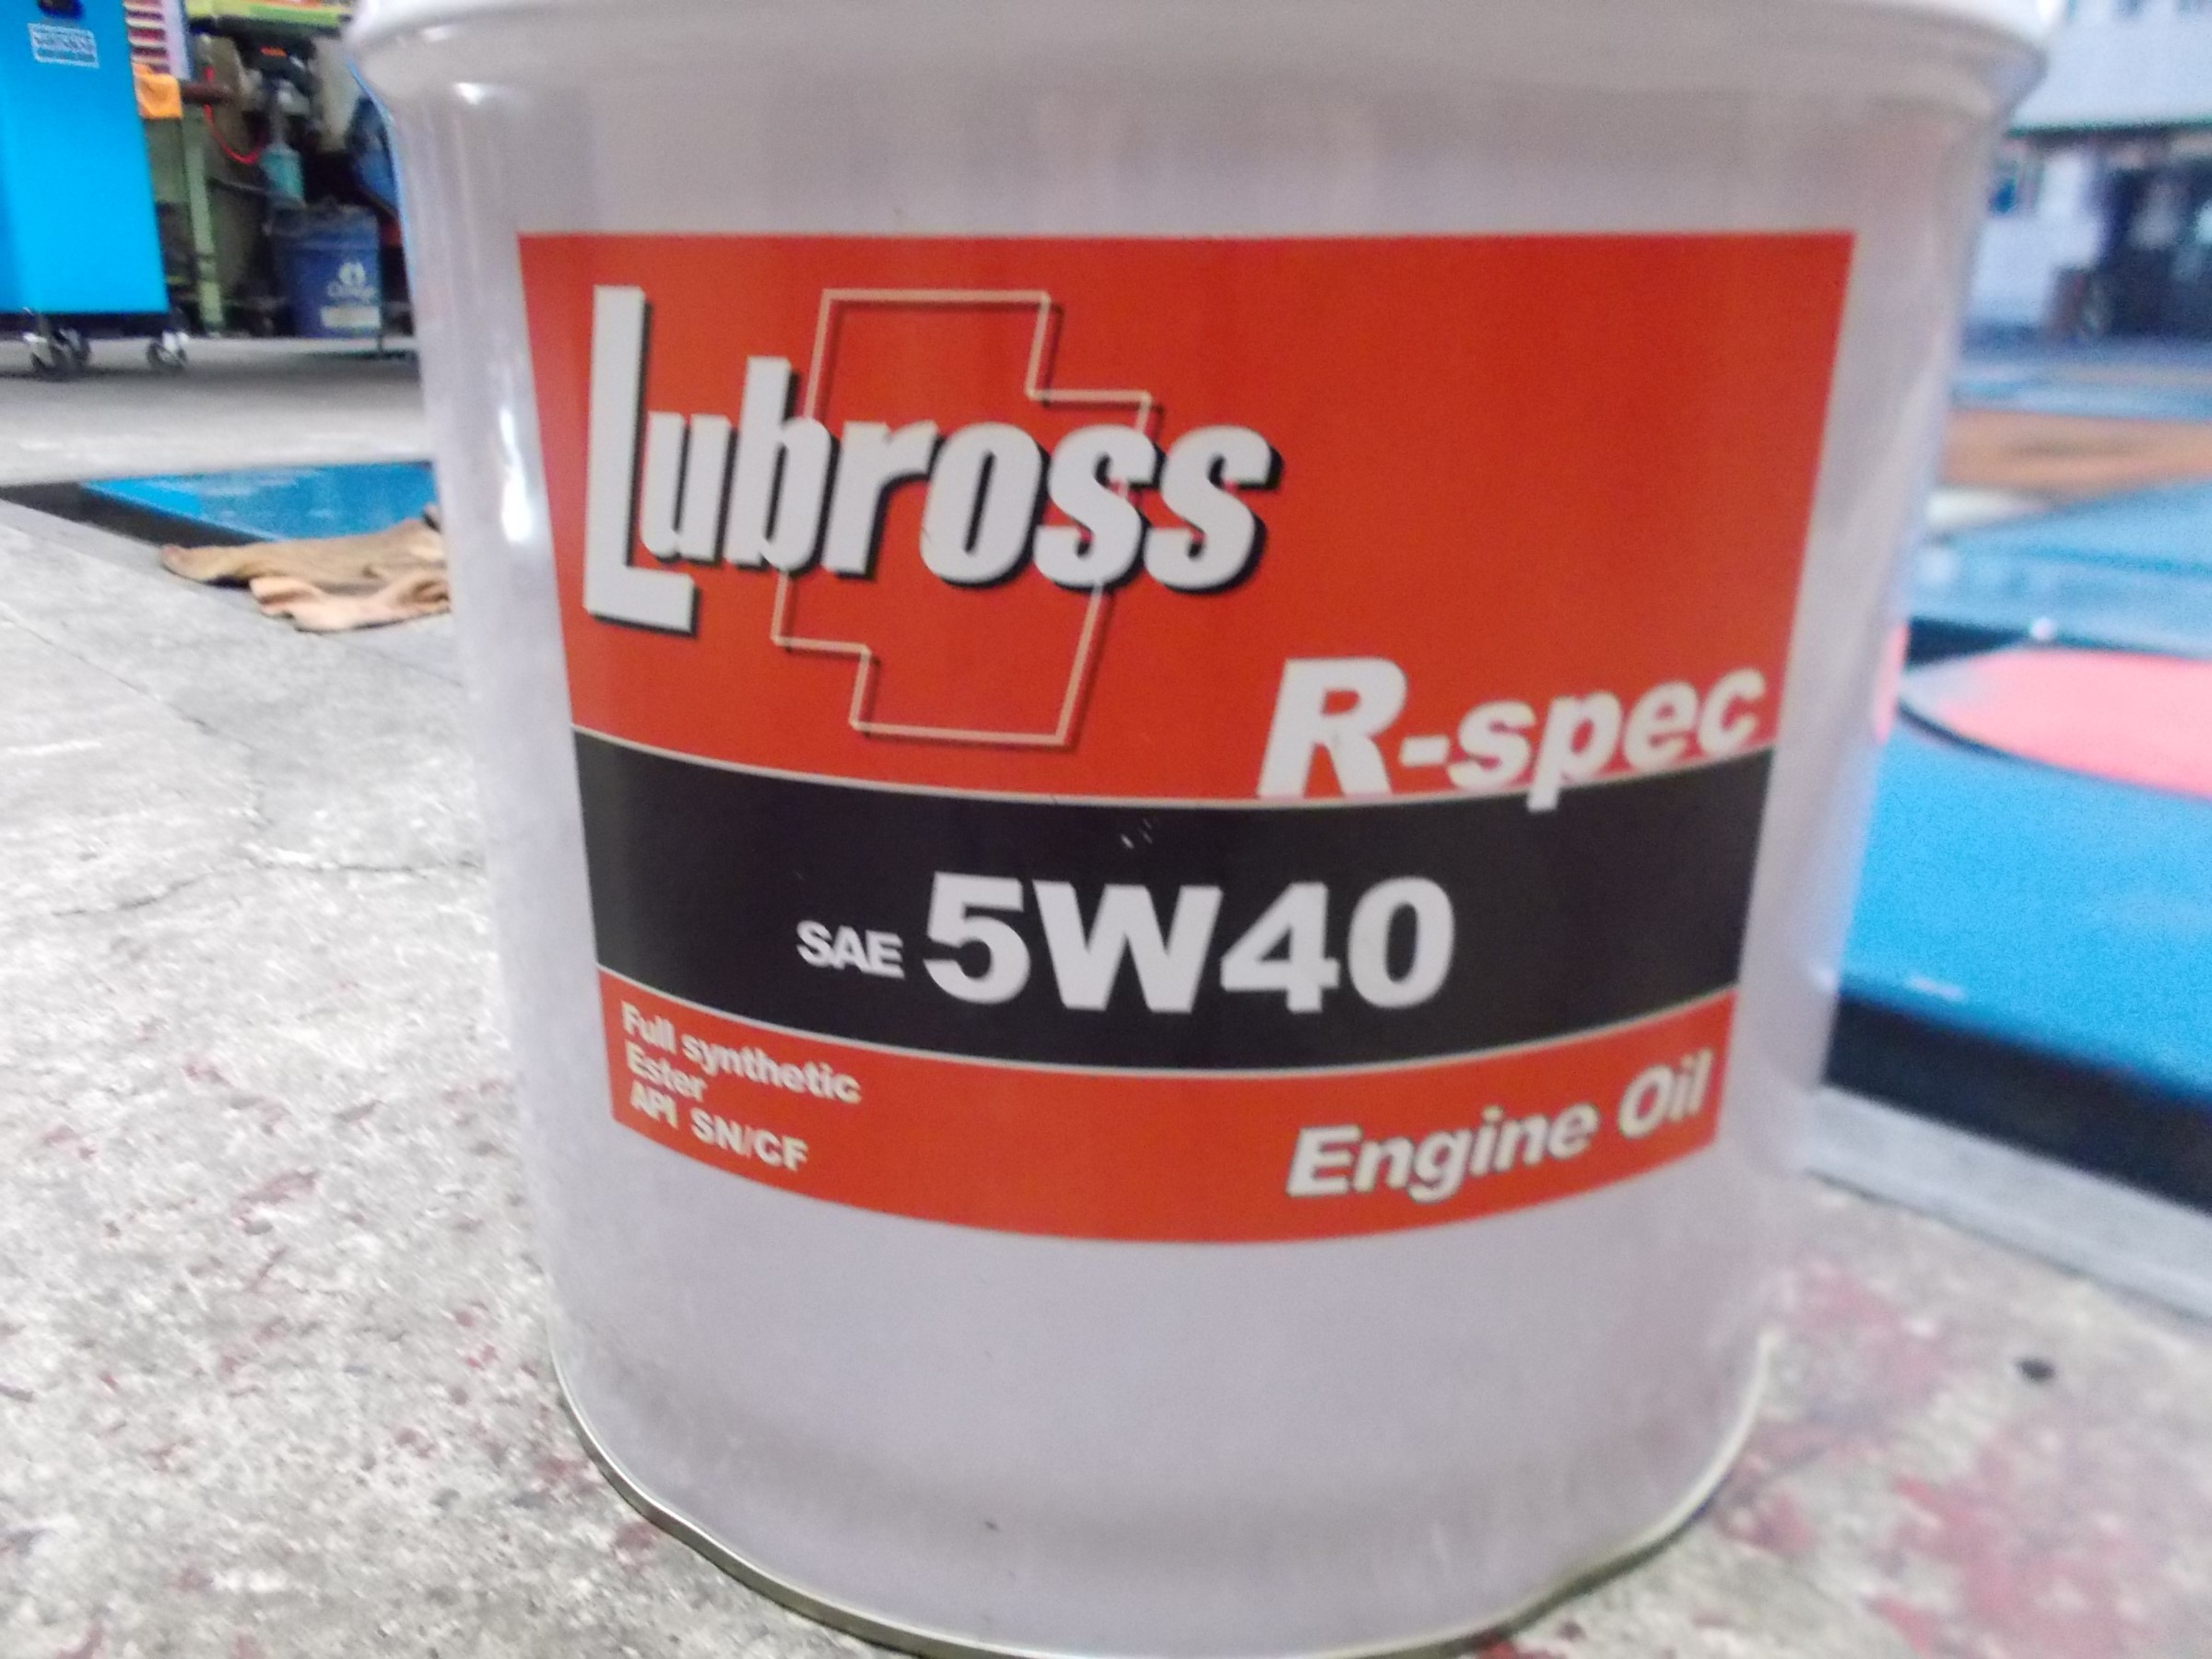 Lubross
R-spec
SAE 5W40
Full synthetic
Ester
API SN/CF
Engine Oil